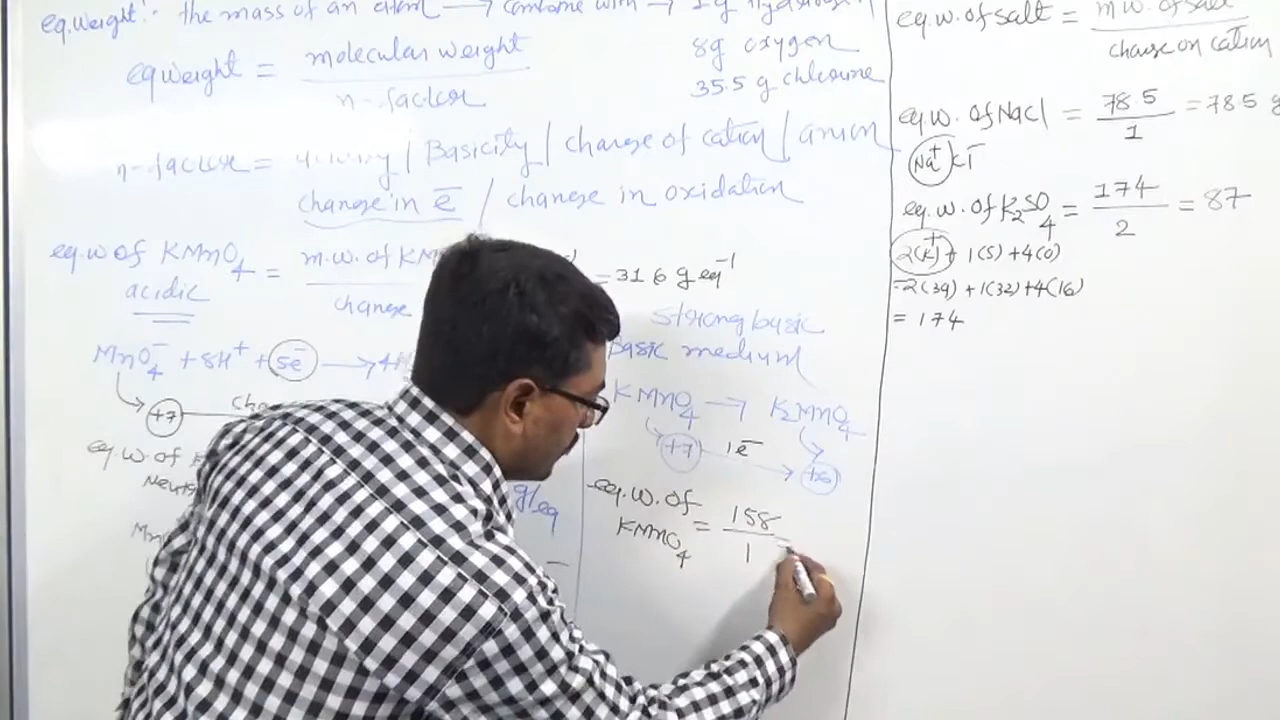 eq.weight:- the mass of an atom → combine with → 1g hydrogen
8g oxygen
35.5 g chlorine
eq weight = molecular weight
n-factor
n-factor = / Basicity / charge of cation / anion
change in e⁻ / change in oxidation
eq.w of KMnO4 = m.w. of KM = 31.6 g eq⁻¹
acidic change
MnO4⁻ + 8H⁺ + 5e⁻ →
+7
eq.w. of
g/eq
strong basic
Basic medium
KMnO4 → K2MnO4
+7 1e⁻ +6
eq.w. of
KMnO4 = 158
1
eq.w. of salt = m.w. of salt
charge on cation
eq.w. of NaCl = 78.5 = 78.5 g
1
Na⁺ Cl⁻
eq.w. of K2SO4 = 174 = 87
2
2(K⁺) + 1(S) + 4(O)
=2(39) + 1(32) + 4(16)
= 174